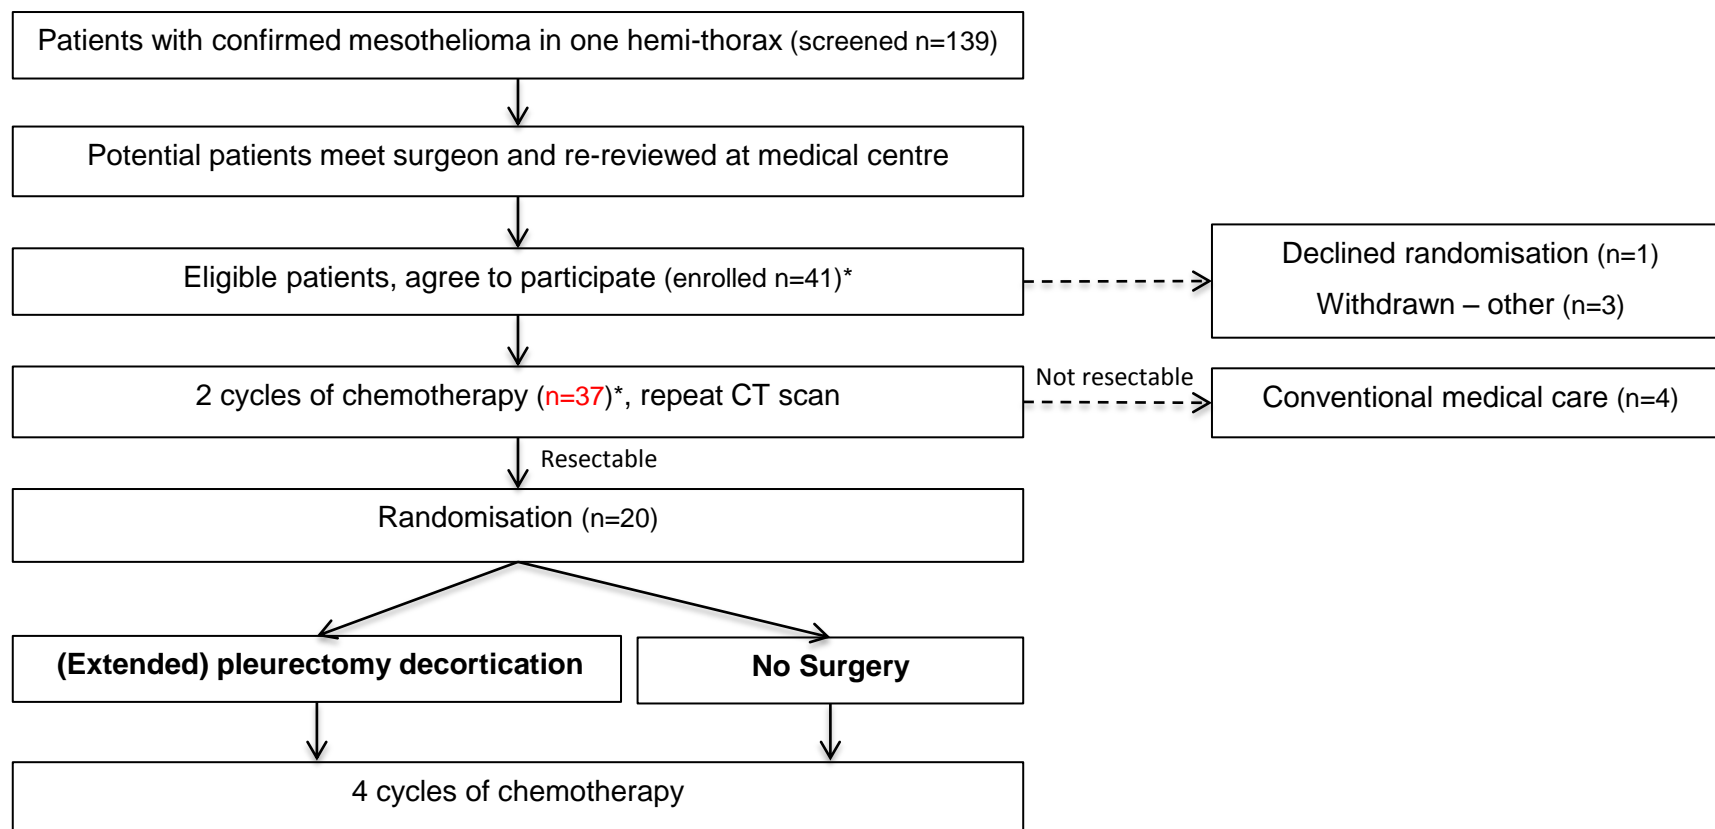 Patients with confirmed mesothelioma in one hemi-thorax (screened n=139)
Potential patients meet surgeon and re-reviewed at medical centre
Eligible patients, agree to participate (enrolled n=41)*
Declined randomisation (n=1)
Withdrawn – other (n=3)
2 cycles of chemotherapy (n=37)*, repeat CT scan
Not resectable
Conventional medical care (n=4)
Resectable
Randomisation (n=20)
(Extended) pleurectomy decortication
No Surgery
4 cycles of chemotherapy